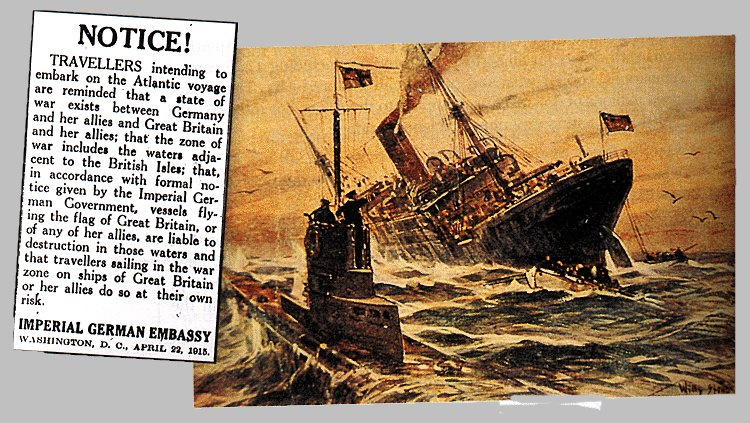 NOTICE!
TRAVELLERS intending to
embark on the Atlantic voyage
are reminded that a state of
war exists between Germany
and her allies and Great Britain
and her allies; that the zone of
war includes the waters adja-
cent to the British Isles; that,
in accordance with formal no-
tice given by the Imperial Ger-
man Government, vessels fly-
ing the flag of Great Britain, or
of any of her allies, are liable to
destruction in those waters and
that travellers sailing in the war
zone on ships of Great Britain
or her allies do so at their own
risk.
IMPERIAL GERMAN EMBASSY
WASHINGTON, D. C., APRIL 22, 1915.
Willy